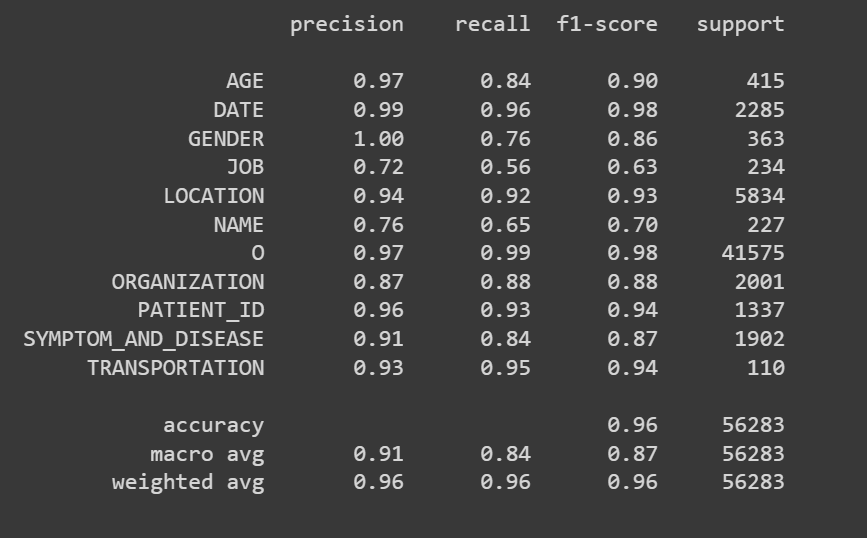 precision recall f1-score support
AGE 0.97 0.84 0.90 415
DATE 0.99 0.96 0.98 2285
GENDER 1.00 0.76 0.86 363
JOB 0.72 0.56 0.63 234
LOCATION 0.94 0.92 0.93 5834
NAME 0.76 0.65 0.70 227
O 0.97 0.99 0.98 41575
ORGANIZATION 0.87 0.88 0.88 2001
PATIENT_ID 0.96 0.93 0.94 1337
SYMPTOM_AND_DISEASE 0.91 0.84 0.87 1902
TRANSPORTATION 0.93 0.95 0.94 110
accuracy 0.96 56283
macro avg 0.91 0.84 0.87 56283
weighted avg 0.96 0.96 0.96 56283